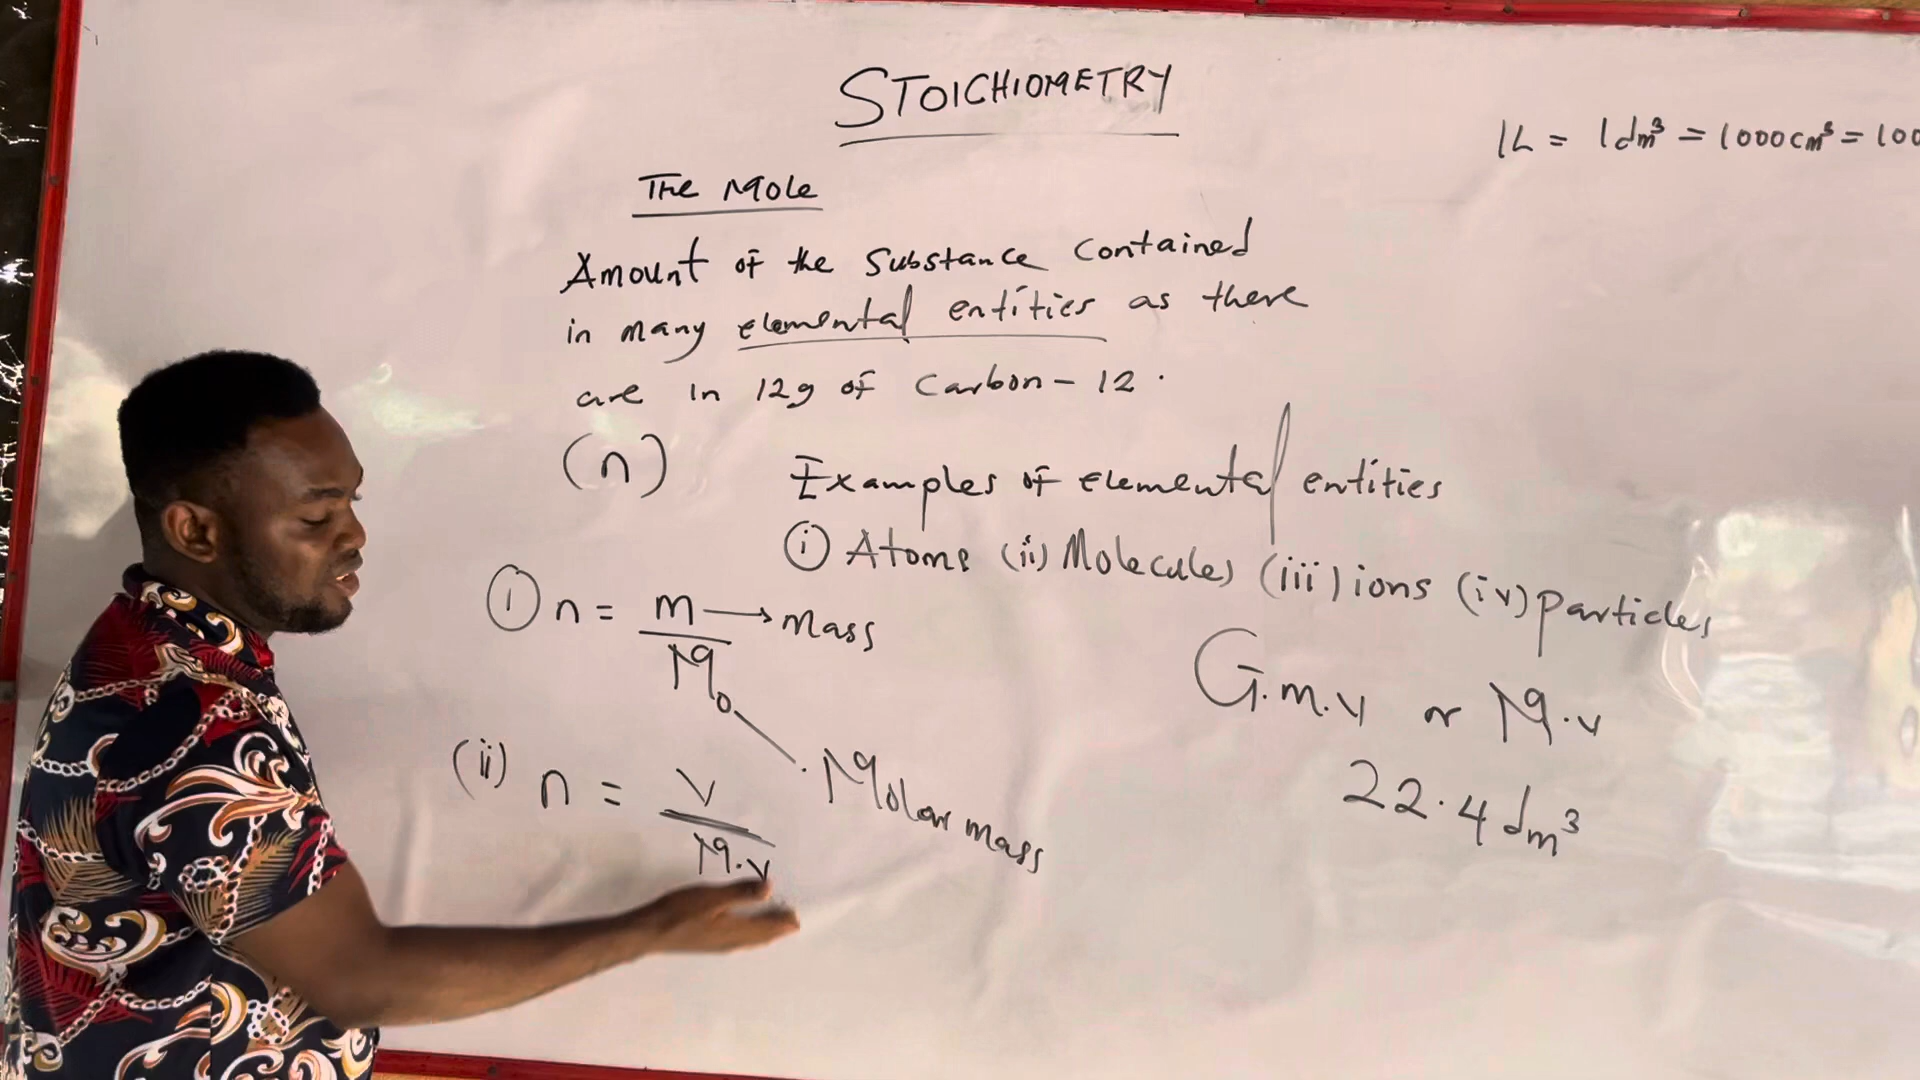 STOICHIOMETRY
1L = 1dm³ = 1000cm³ = 100
The Mole
Amount of the Substance Contained
in many elemental entities as there
are in 12g of Carbon-12.
(n)
Examples of elemental entities
(i) Atoms (ii) Molecules (iii) ions (iv) particles
(i) n = m/M₀ → mass
Molar mass
(ii) n = v/M.v
G.m.v or M.v
22.4 dm³